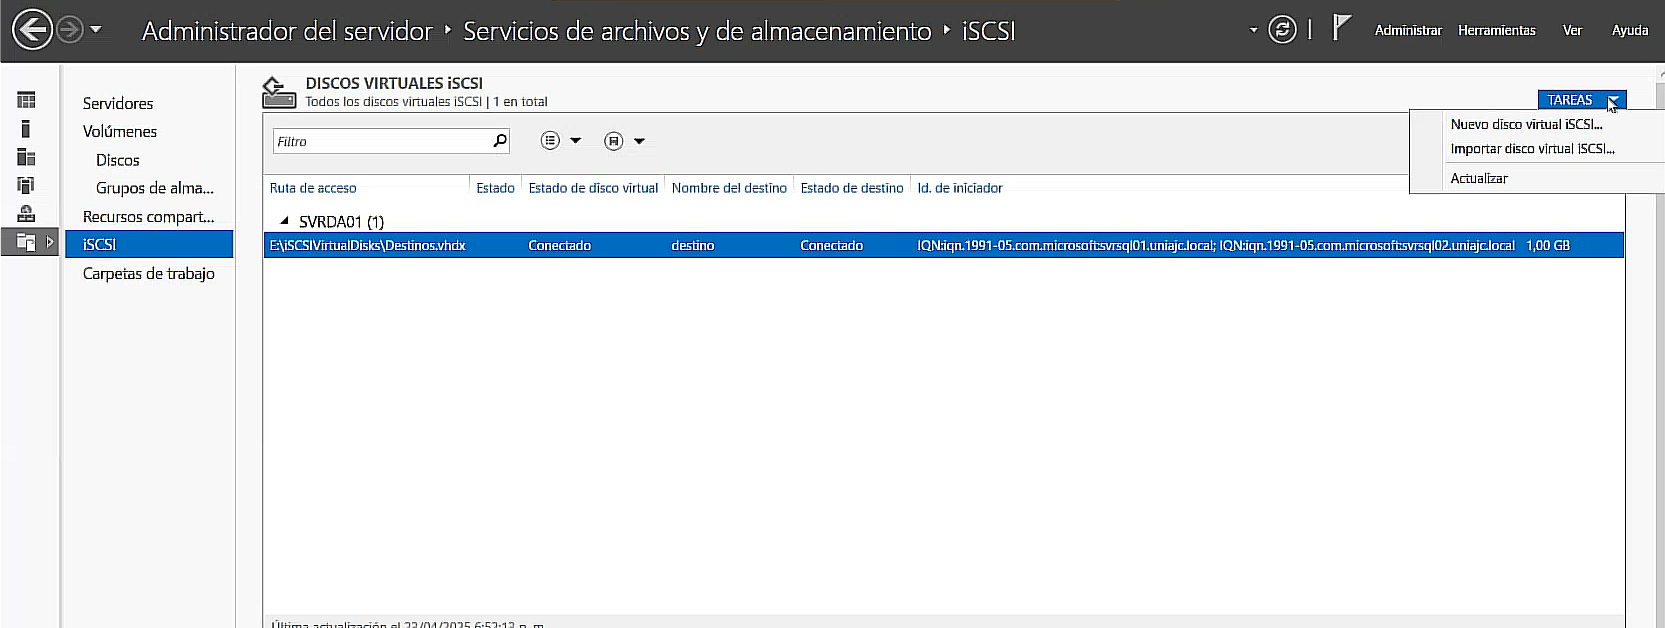 Administrador del servidor ‣ Servicios de archivos y de almacenamiento ‣ iSCSI
Administrar Herramientas Ver Ayuda
Servidores
Volúmenes
Discos
Grupos de alma...
Recursos compart...
iSCSI
Carpetas de trabajo
DISCOS VIRTUALES iSCSI
Todos los discos virtuales iSCSI | 1 en total
TAREAS
Nuevo disco virtual iSCSI...
Importar disco virtual iSCSI...
Actualizar
Filtro
Ruta de acceso Estado Estado de disco virtual Nombre del destino Estado de destino Id. de iniciador
SVRDA01 (1)
E:\iSCSIVirtualDisks\Destinos.vhdx Conectado destino Conectado IQN:iqn.1991-05.com.microsoft:svrsql01.uniajc.local; IQN:iqn.1991-05.com.microsoft:svrsql02.uniajc.local 1,00 GB
Última actualización el 23/04/2025 6:52:13 p. m.